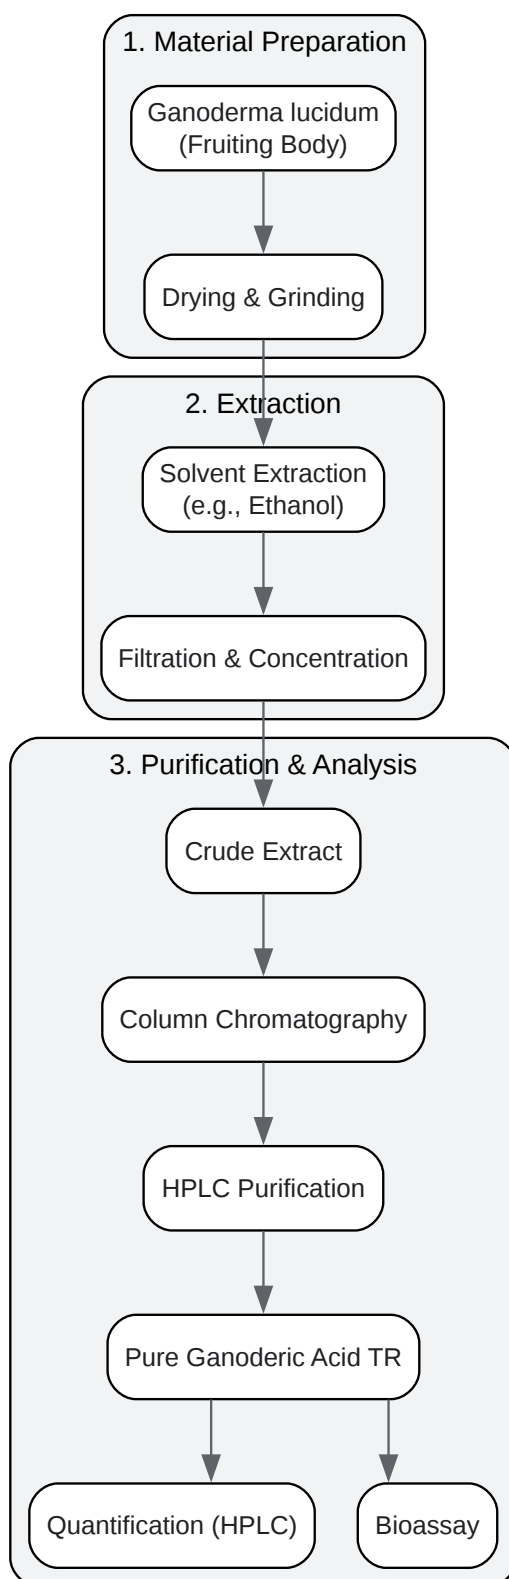 1. Material Preparation
Ganoderma lucidum
(Fruiting Body)
Drying & Grinding
2. Extraction
Solvent Extraction
(e.g., Ethanol)
Filtration & Concentration
3. Purification & Analysis
Crude Extract
Column Chromatography
HPLC Purification
Pure Ganoderic Acid TR
Quantification (HPLC)
Bioassay